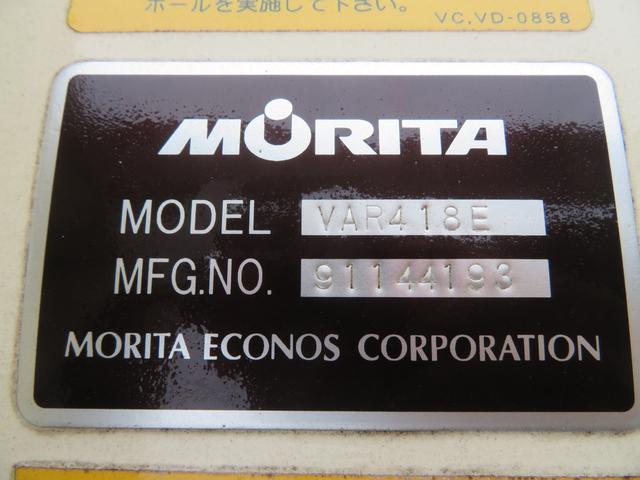 ポールを実施して下さい。
VC,VD-0858
MORITA
MODEL VAR418E
MFG.NO. 91144193
MORITA ECONOS CORPORATION